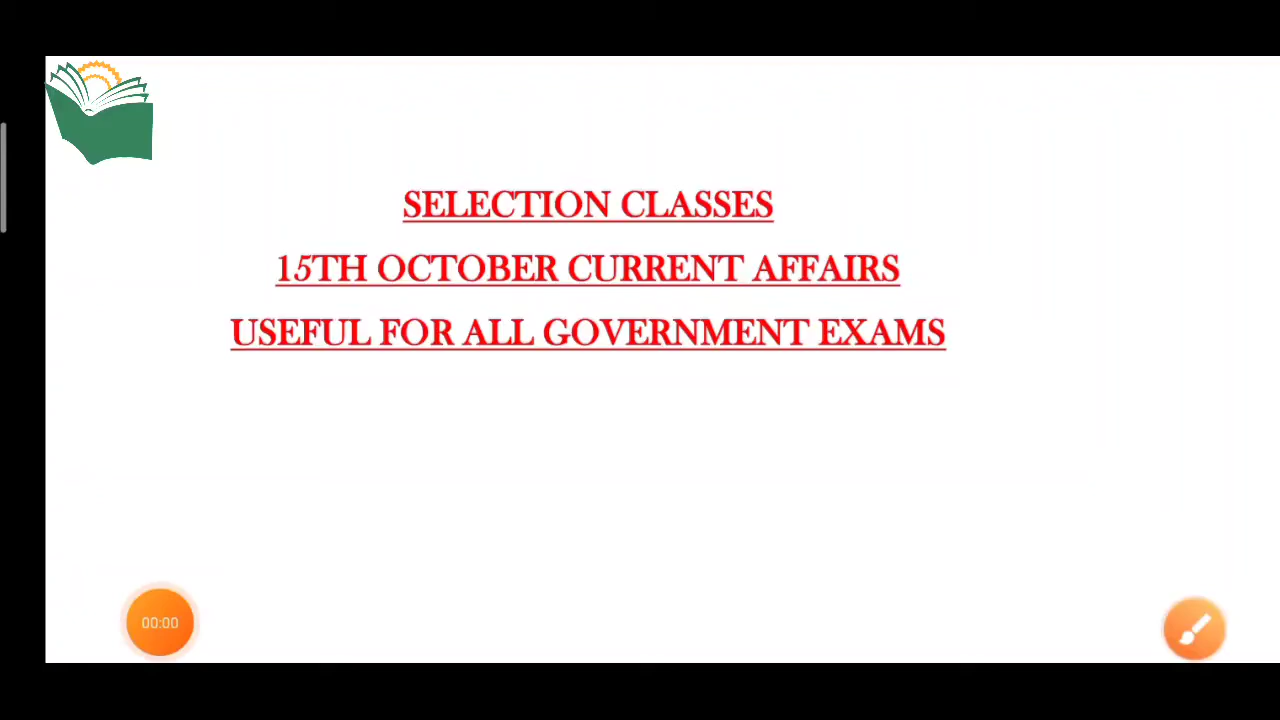 SELECTION CLASSES
15TH OCTOBER CURRENT AFFAIRS
USEFUL FOR ALL GOVERNMENT EXAMS
00:00